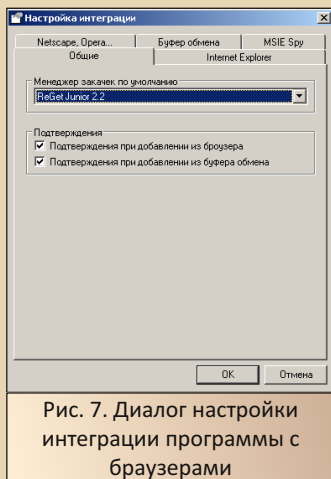 Настройка интеграции
Netscape, Opera...
Буфер обмена
MSIE Spy
Общие
Internet Explorer
Менеджер закачек по умолчанию
ReGet Junior 2.2
Подтверждения
Подтверждения при добавлении из броузера
Подтверждения при добавлении из буфера обмена
OK
Отмена
Рис. 7. Диалог настройки
интеграции программы с
браузерами